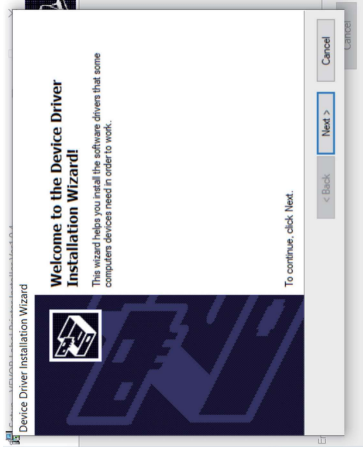 Device Driver Installation Wizard
Welcome to the Device Driver
Installation Wizard!
This wizard helps you install the software drivers that some
computers devices need in order to work.
To continue, click Next.
< Back
Next >
Cancel
Cancel